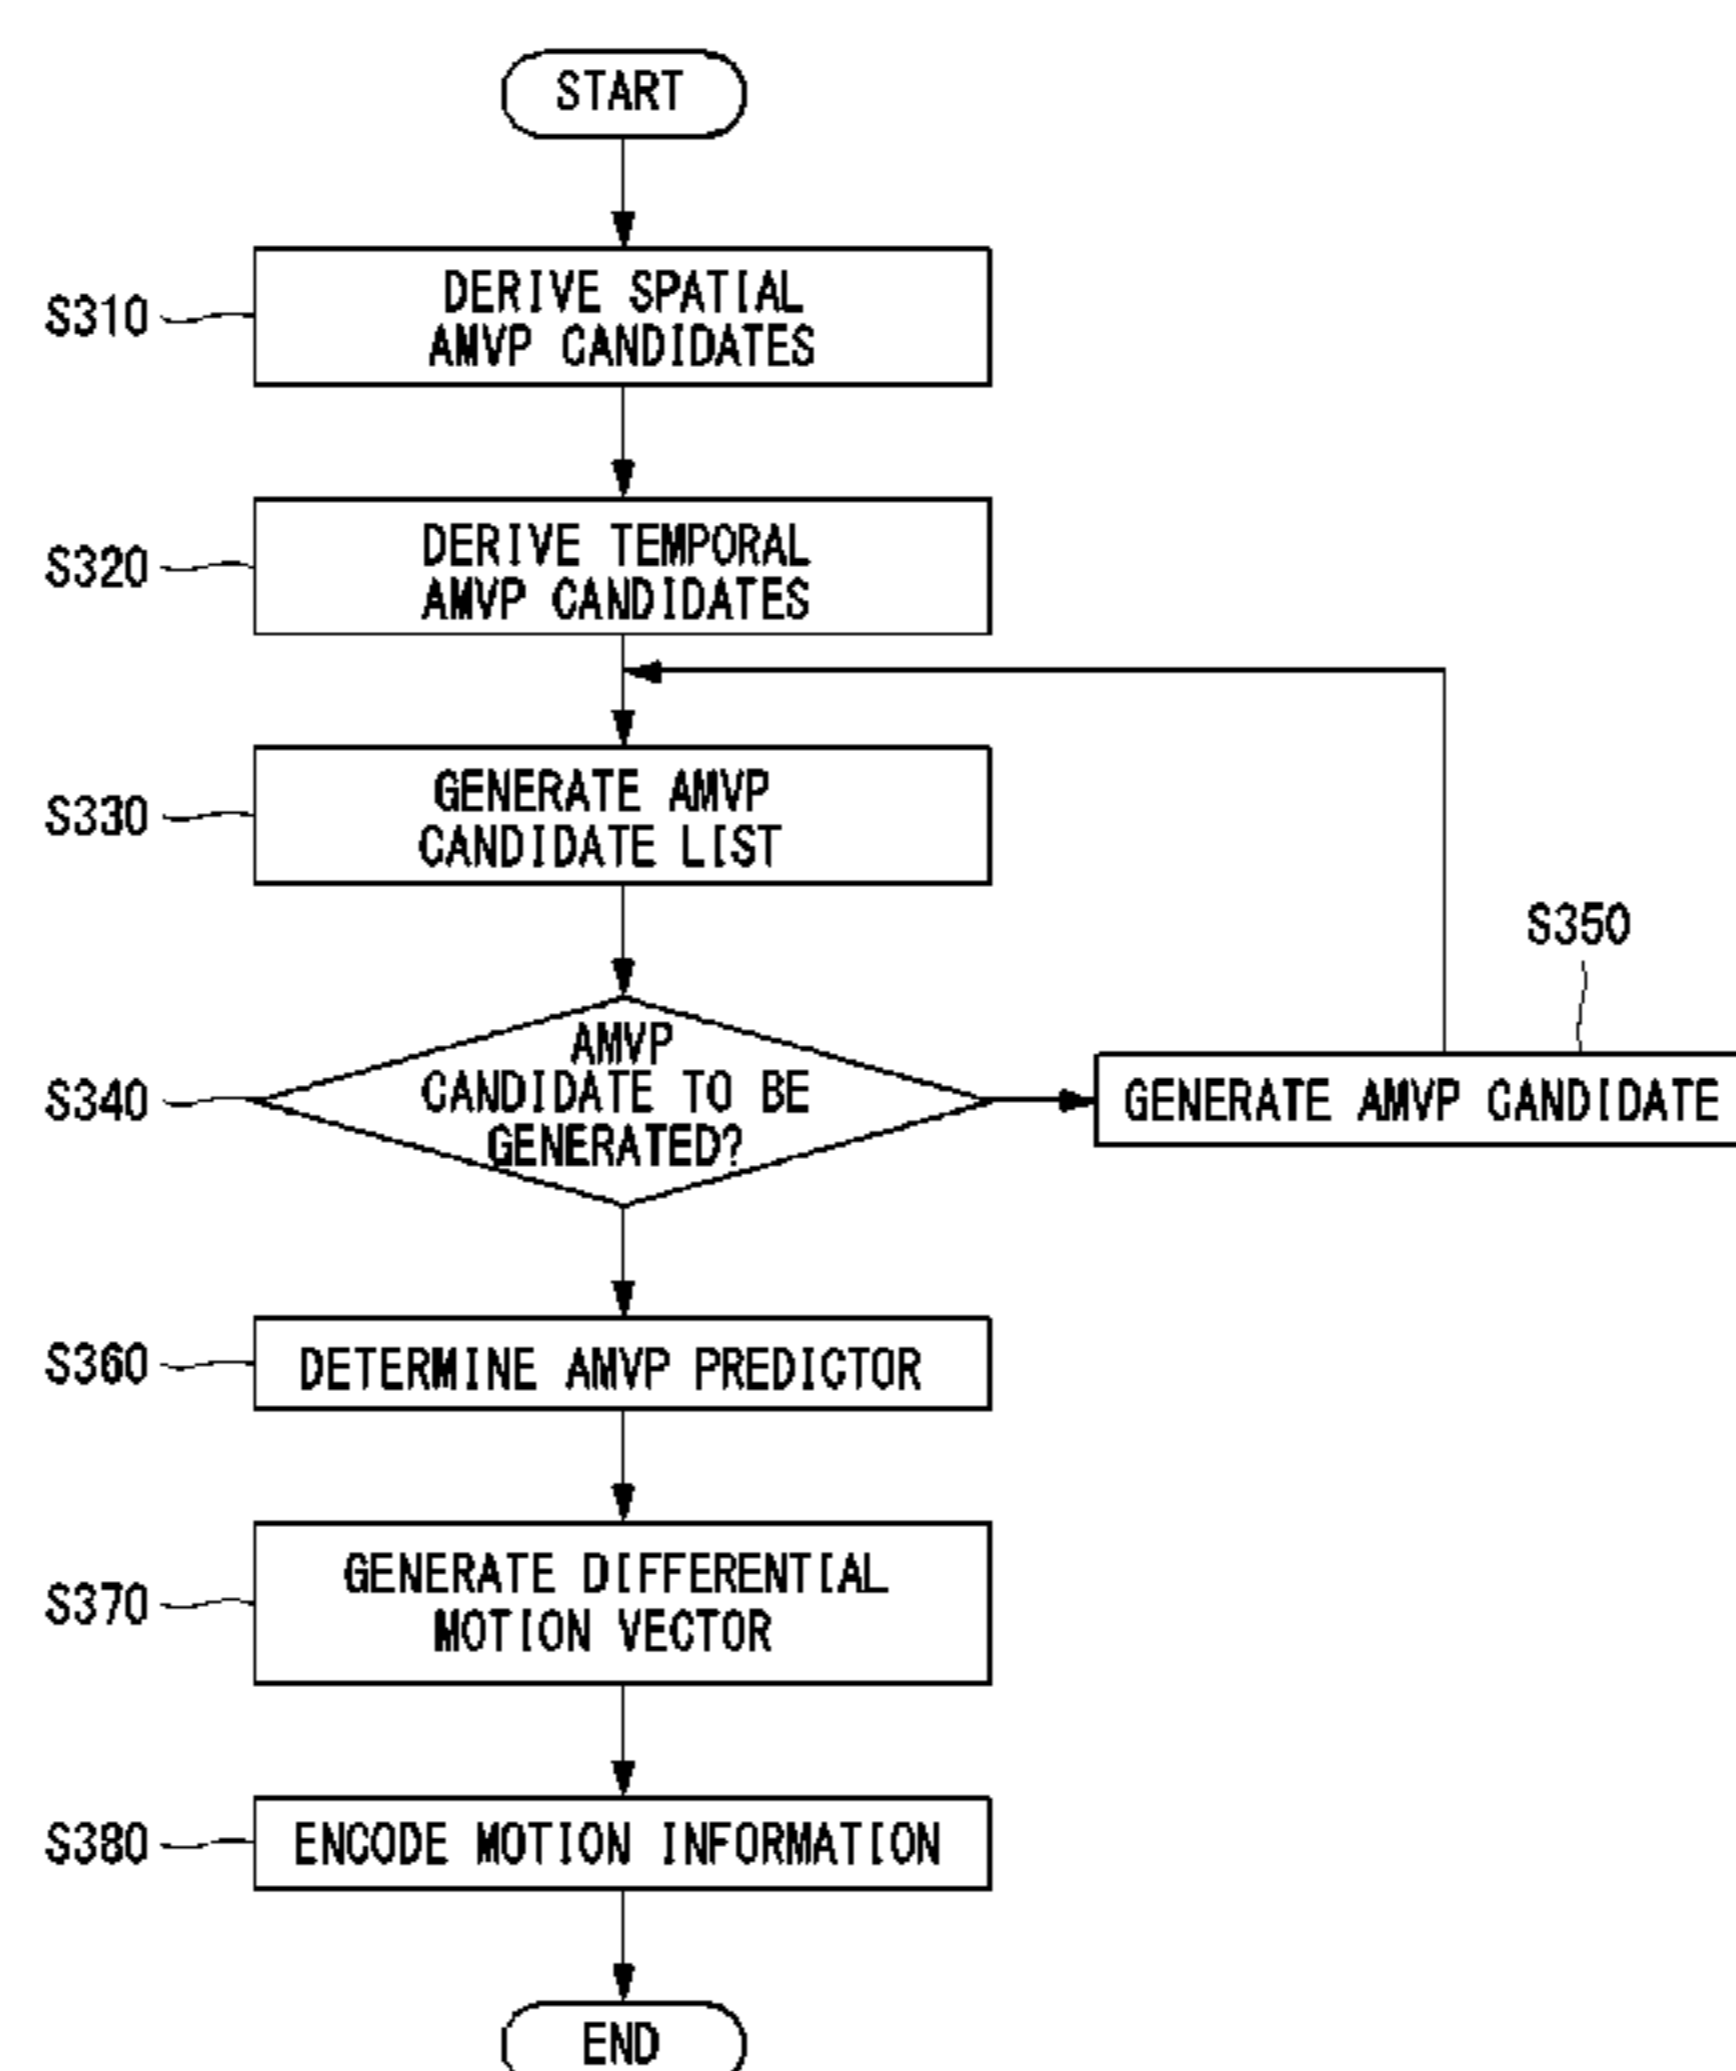 START
S310
DERIVE SPATIAL
AMVP CANDIDATES
S320
DERIVE TEMPORAL
AMVP CANDIDATES
S330
GENERATE AMVP
CANDIDATE LIST
S350
S340
AMVP
CANDIDATE TO BE
GENERATED?
GENERATE AMVP CANDIDATE
S360
DETERMINE AMVP PREDICTOR
S370
GENERATE DIFFERENTIAL
MOTION VECTOR
S380
ENCODE MOTION INFORMATION
END